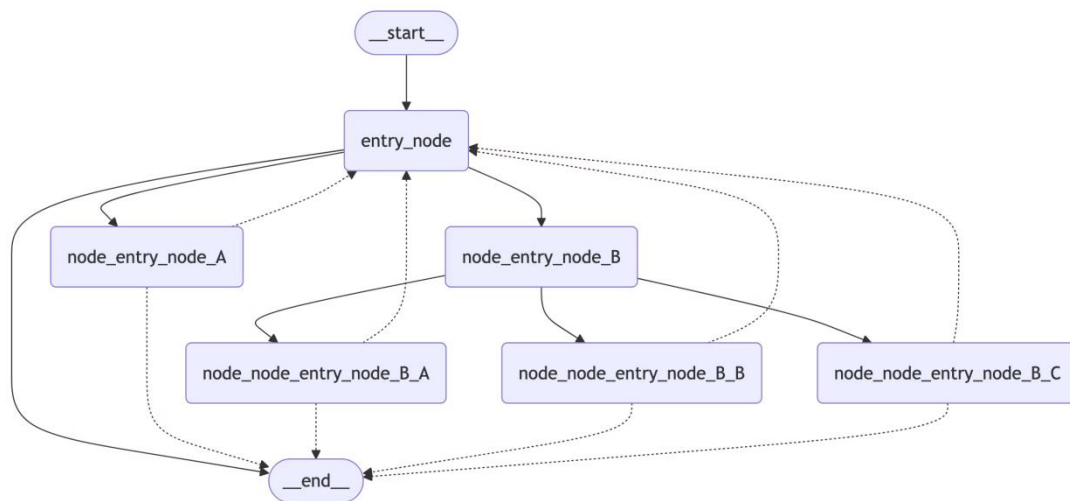 __start__
entry_node
node_entry_node_A
node_entry_node_B
node_node_entry_node_B_A
node_node_entry_node_B_B
node_node_entry_node_B_C
__end__